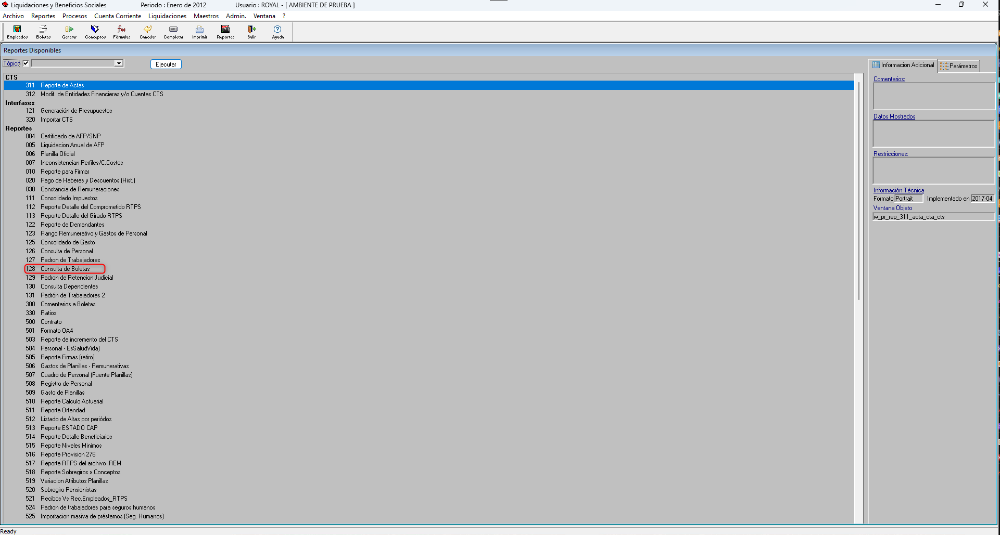 Liquidaciones y Beneficios Sociales Periodo : Enero de 2012 Usuario : ROYAL - [ AMBIENTE DE PRUEBA ]
Archivo Reportes Procesos Cuenta Corriente Liquidaciones Maestros Admin. Ventana ?
Empleados Boletas Generar Conceptos Fórmulas Cancelar Completar Imprimir Reportes Salir Ayuda
Reportes Disponibles
Tópico Ejecutar
CTS
311 Reporte de Actas
312 Modif. de Entidades Financieras y/o Cuentas CTS
Interfases
121 Generación de Presupuestos
320 Importar CTS
Reportes
004 Certificado de AFP/SNP
005 Liquidacion Anual de AFP
006 Planilla Oficial
007 Inconsistencian Perfiles/C.Costos
010 Reporte para Firmar
020 Pago de Haberes y Descuentos (Hist.)
030 Constancia de Remuneraciones
111 Consolidado Impuestos
112 Reporte Detalle del Comprometido RTPS
113 Reporte Detalle del Girado RTPS
122 Reporte de Demandantes
123 Rango Remunerativo y Gastos de Personal
125 Consolidado de Gasto
126 Consulta de Personal
127 Padron de Trabajadores
128 Consulta de Boletas
129 Padron de Retencion Judicial
130 Consulta Dependientes
131 Padrón de Trabajadores 2
300 Comentarios a Boletas
330 Ratios
500 Contrato
501 Formato OA4
503 Reporte de incremento del CTS
504 Personal - EsSaludVida)
505 Reporte Firmas (retiro)
506 Gastos de Planillas - Remunerativas
507 Cuadro de Personal (Fuente Planillas)
508 Registro de Personal
509 Gasto de Planillas
510 Reporte Calculo Actuarial
511 Reporte Orfandad
512 Listado de Altas por periódos
513 Reporte ESTADO CAP
514 Reporte Detalle Beneficiarios
515 Reporte Niveles Minimos
516 Reporte Provision 276
517 Reporte RTPS del archivo .REM
518 Reporte Sobregiros x Conceptos
519 Variacion Atributos Planillas
520 Sobregiro Pensionistas
521 Recibos Vs Rec.Empleados_RTPS
524 Padron de trabajadores para seguros humanos
525 Importacion masiva de préstamos (Seg. Humanos)
Informacion Adicional Parámetros
Comentarios:
Datos Mostrados
Restricciones:
Información Técnica
Formato Portrait Implementado en 2017-04
Ventana Objeto
w_pr_rep_311_acta_cta_cts
Ready